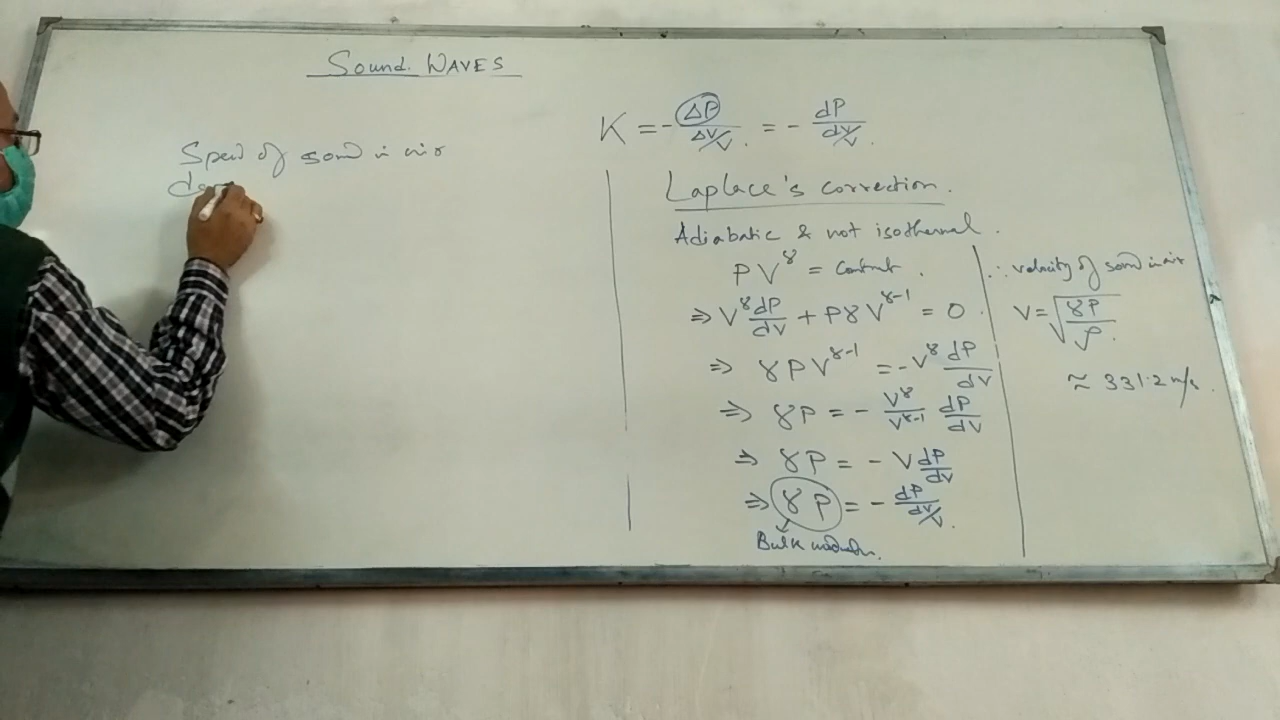 Sound WAVES
Speed of sound in air
K = - ΔP / ΔV/V . = - dP / dV/V .
Laplace's correction.
Adiabatic & not isothermal.
PV^γ = Constant.
⇒ V^γ dP/dV + PγV^γ-1 = 0
⇒ γPV^γ-1 = -V^γ dP/dV
⇒ γP = - V^γ/V^γ-1 dP/dV
⇒ γP = - V dP/dV
⇒ γP = - dP / dV/V .
Bulk modulus.
∴ velocity of sound in air
V = √γP/ρ .
≈ 331.2 m/s.